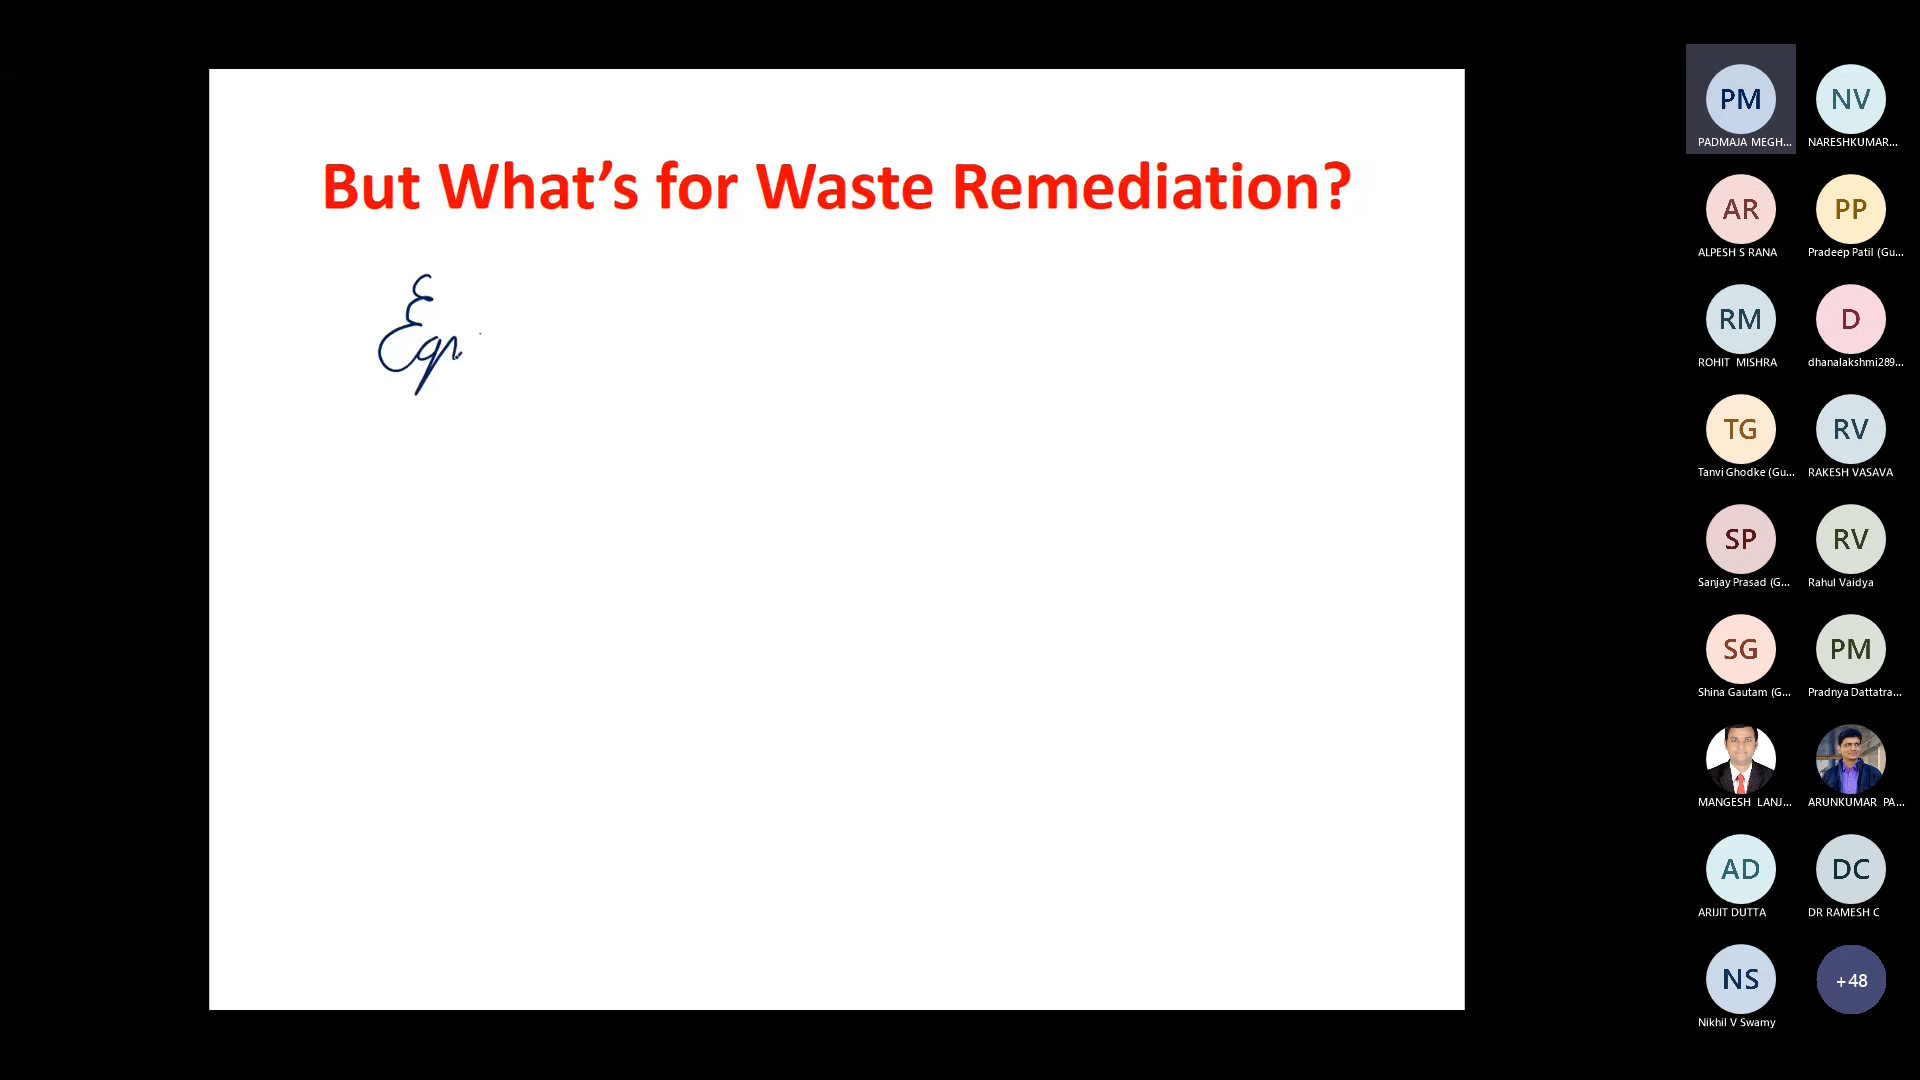 But What’s for Waste Remediation?
PM
PADMAJA MEGH...
NV
NARESHKUMAR...
AR
ALPESH S RANA
PP
Pradeep Patil (Gu...
RM
ROHIT MISHRA
D
dhanalakshmi289...
TG
Tanvi Ghodke (Gu...
RV
RAKESH VASAVA
SP
Sanjay Prasad (G...
RV
Rahul Vaidya
SG
Shina Gautam (G...
PM
Pradnya Dattatra...
MANGESH LANJ...
ARUNKUMAR PA...
AD
ARIJIT DUTTA
DC
DR RAMESH C
NS
Nikhil V Swamy
+48